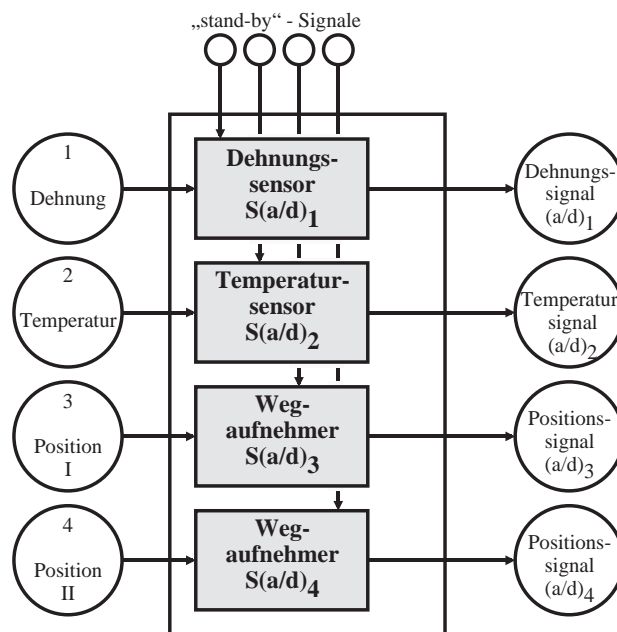 „stand-by“ - Signale
1
Dehnung
Dehnungs-
sensor
S(a/d)1
Dehnungs-
signal
(a/d)1
2
Temperatur
Temperatur-
sensor
S(a/d)2
Temperatur
signal
(a/d)2
3
Position
I
Weg-
aufnehmer
S(a/d)3
Positions-
signal
(a/d)3
4
Position
II
Weg-
aufnehmer
S(a/d)4
Positions-
signal
(a/d)4